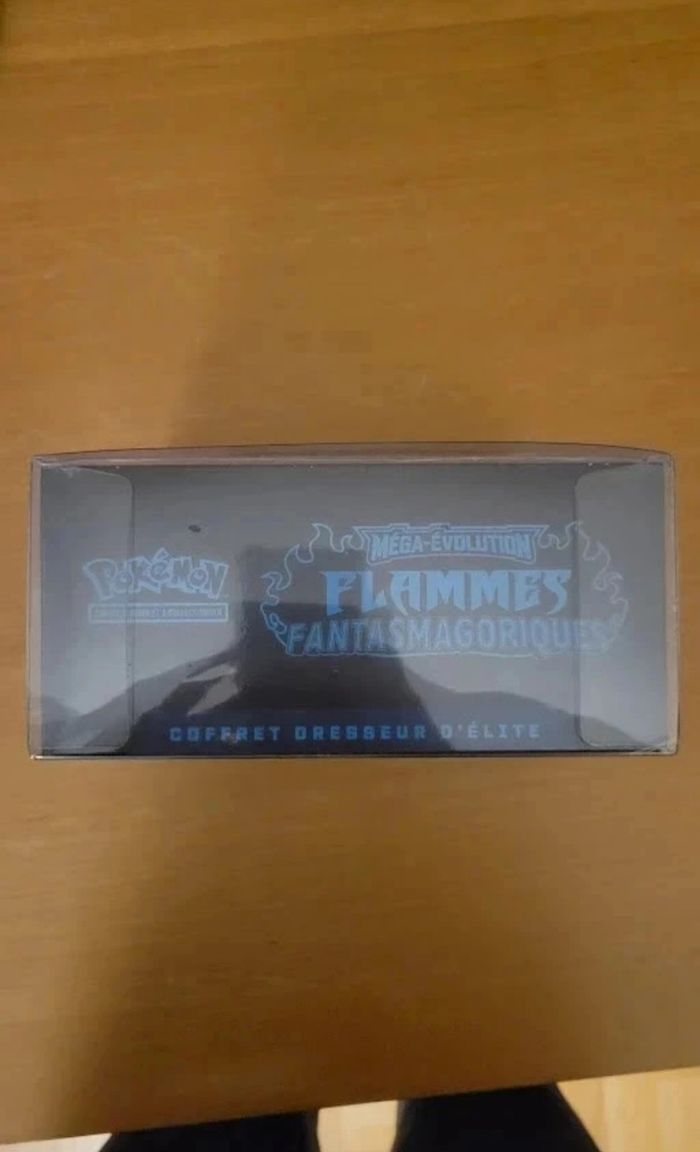 POKÉMON
MÉGA-ÉVOLUTION
FLAMMES
FANTASMAGORIQUES
COFFRET DRESSEUR D'ÉLITE